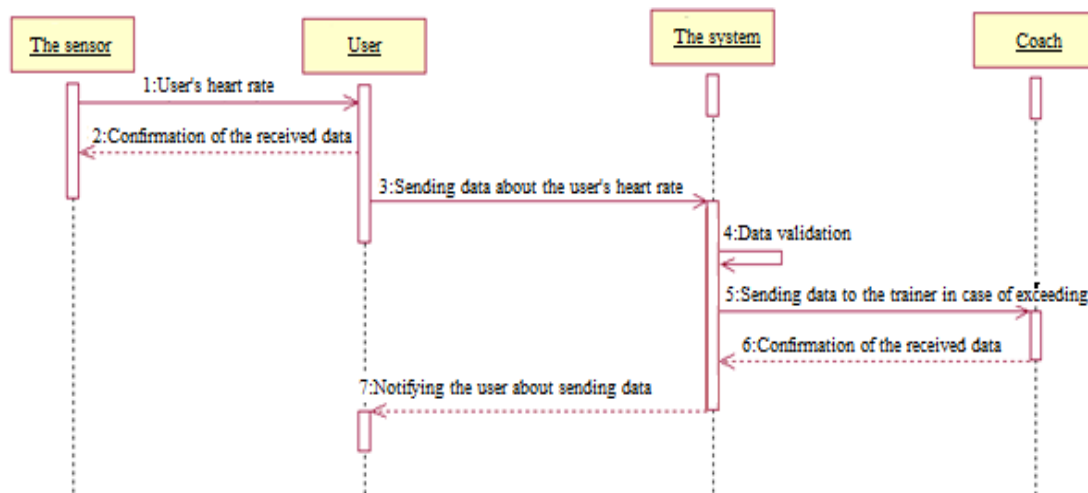 The sensor
User
The system
Coach
1:User's heart rate
2:Confirmation of the received data
3:Sending data about the user's heart rate
4:Data validation
5:Sending data to the trainer in case of exceeding
6:Confirmation of the received data
7:Notifying the user about sending data